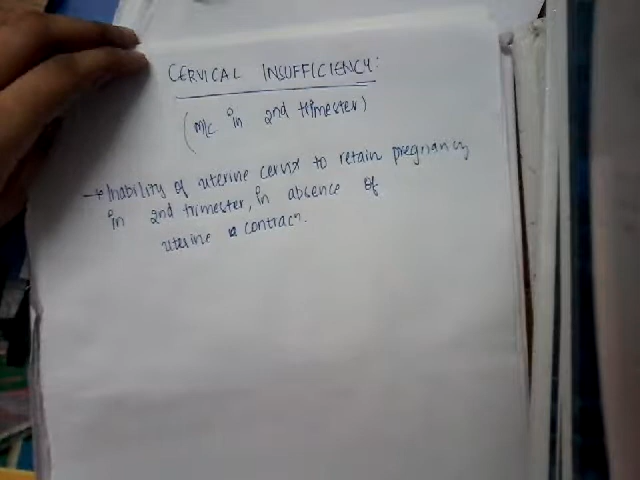 CERVICAL INSUFFICIENCY:
(m/c in 2nd trimester)
→ Inability of uterine cervix to retain pregnancy
in 2nd trimester, in absence of
uterine contracn.